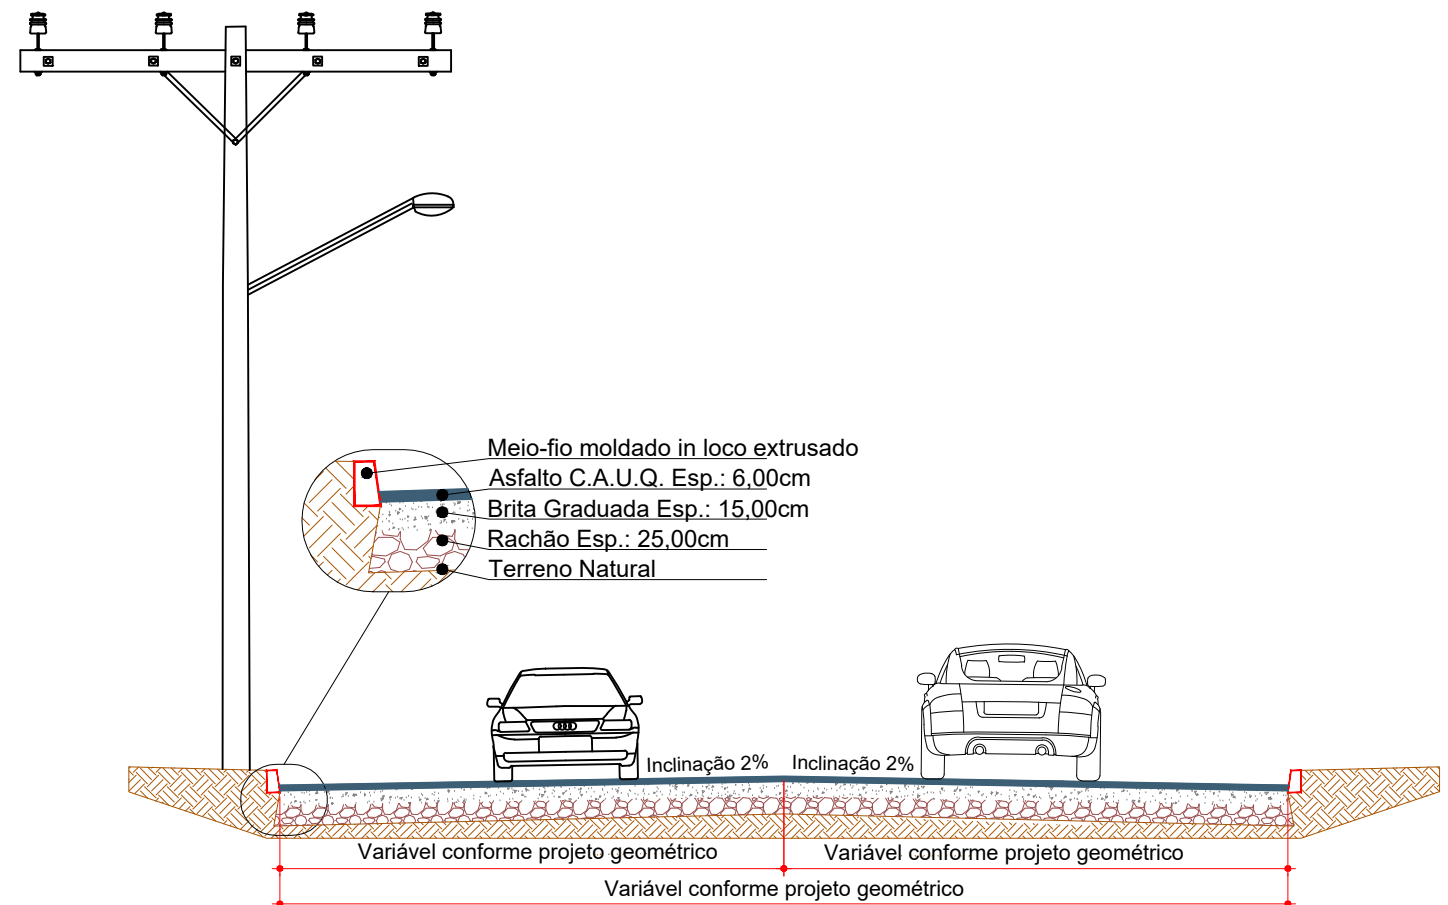 Meio-fio moldado in loco extrusado
Asfalto C.A.U.Q. Esp.: 6,00cm
Brita Graduada Esp.: 15,00cm
Rachão Esp.: 25,00cm
Terreno Natural
Inclinação 2%
Inclinação 2%
Variável conforme projeto geométrico
Variável conforme projeto geométrico
Variável conforme projeto geométrico